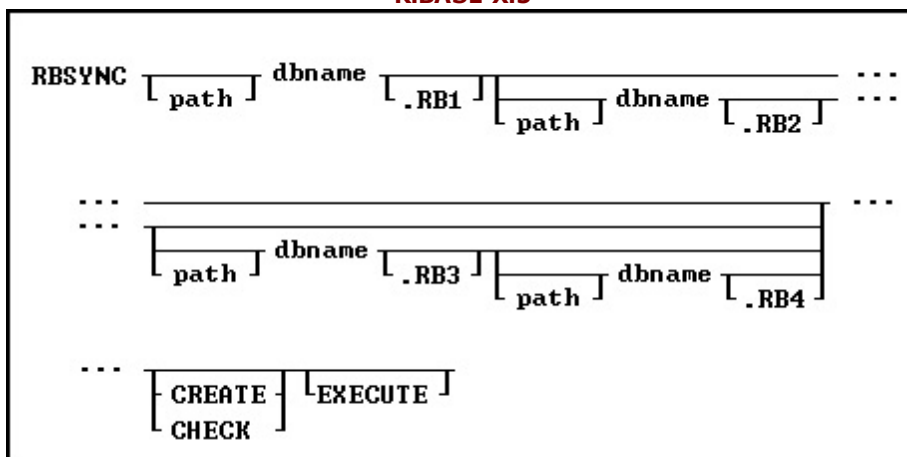 RBSYNC path dbname .RB1 path dbname .RB2 ...
...
... ...
...
path dbname .RB3 path dbname .RB4
... CREATE EXECUTE
CHECK